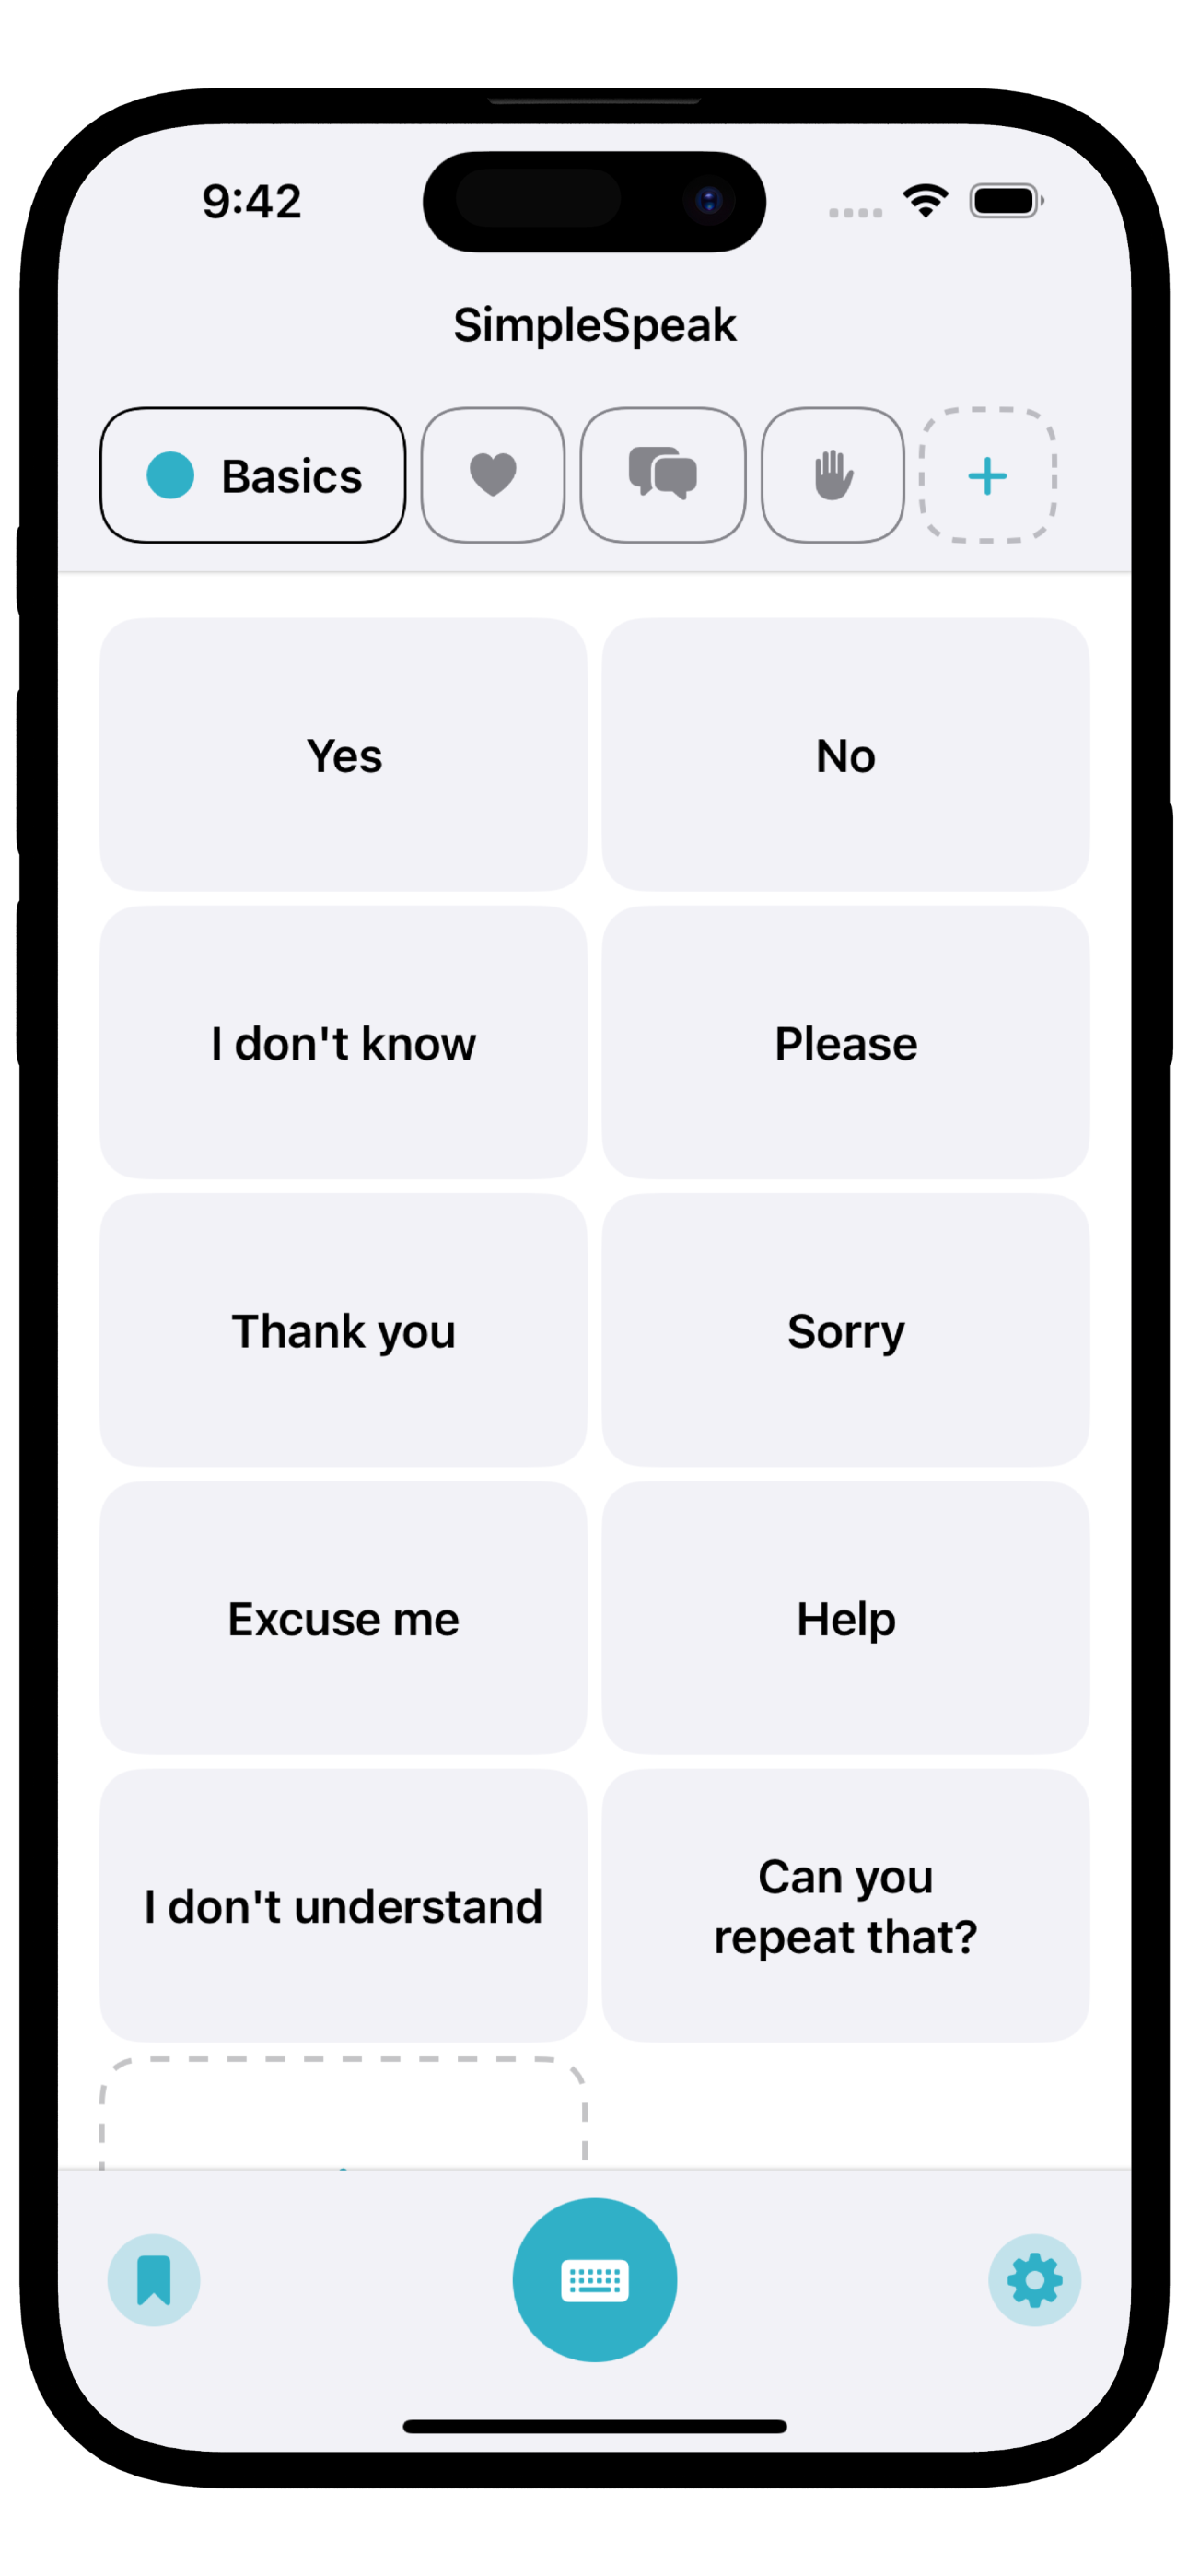 9:42
SimpleSpeak
Basics
Yes
No
I don't know
Please
Thank you
Sorry
Excuse me
Help
I don't understand
Can you
repeat that?